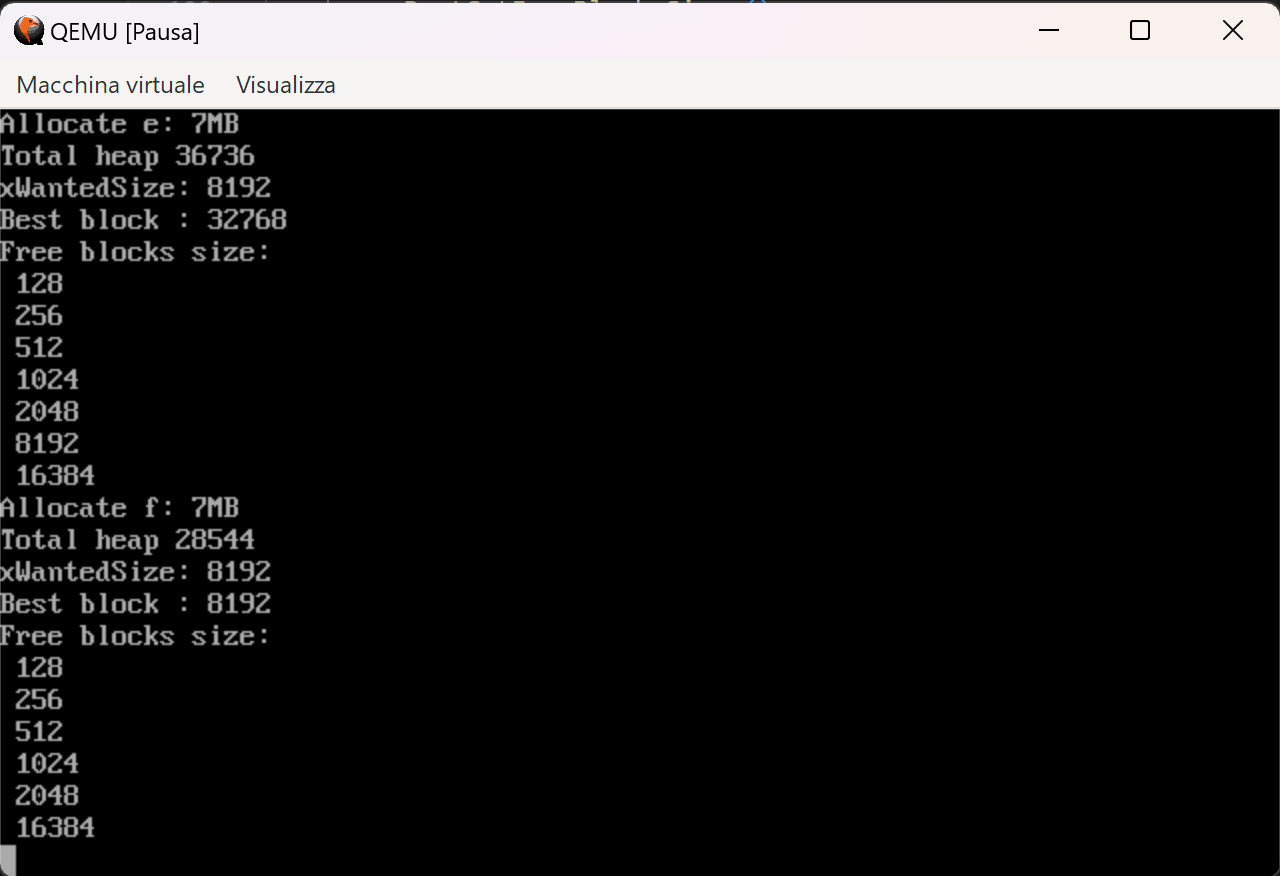 QEMU [Pausa]
Macchina virtuale Visualizza
Allocate e: 7MB
Total heap 36736
xWantedSize: 8192
Best block : 32768
Free blocks size:
128
256
512
1024
2048
8192
16384
Allocate f: 7MB
Total heap 28544
xWantedSize: 8192
Best block : 8192
Free blocks size:
128
256
512
1024
2048
16384